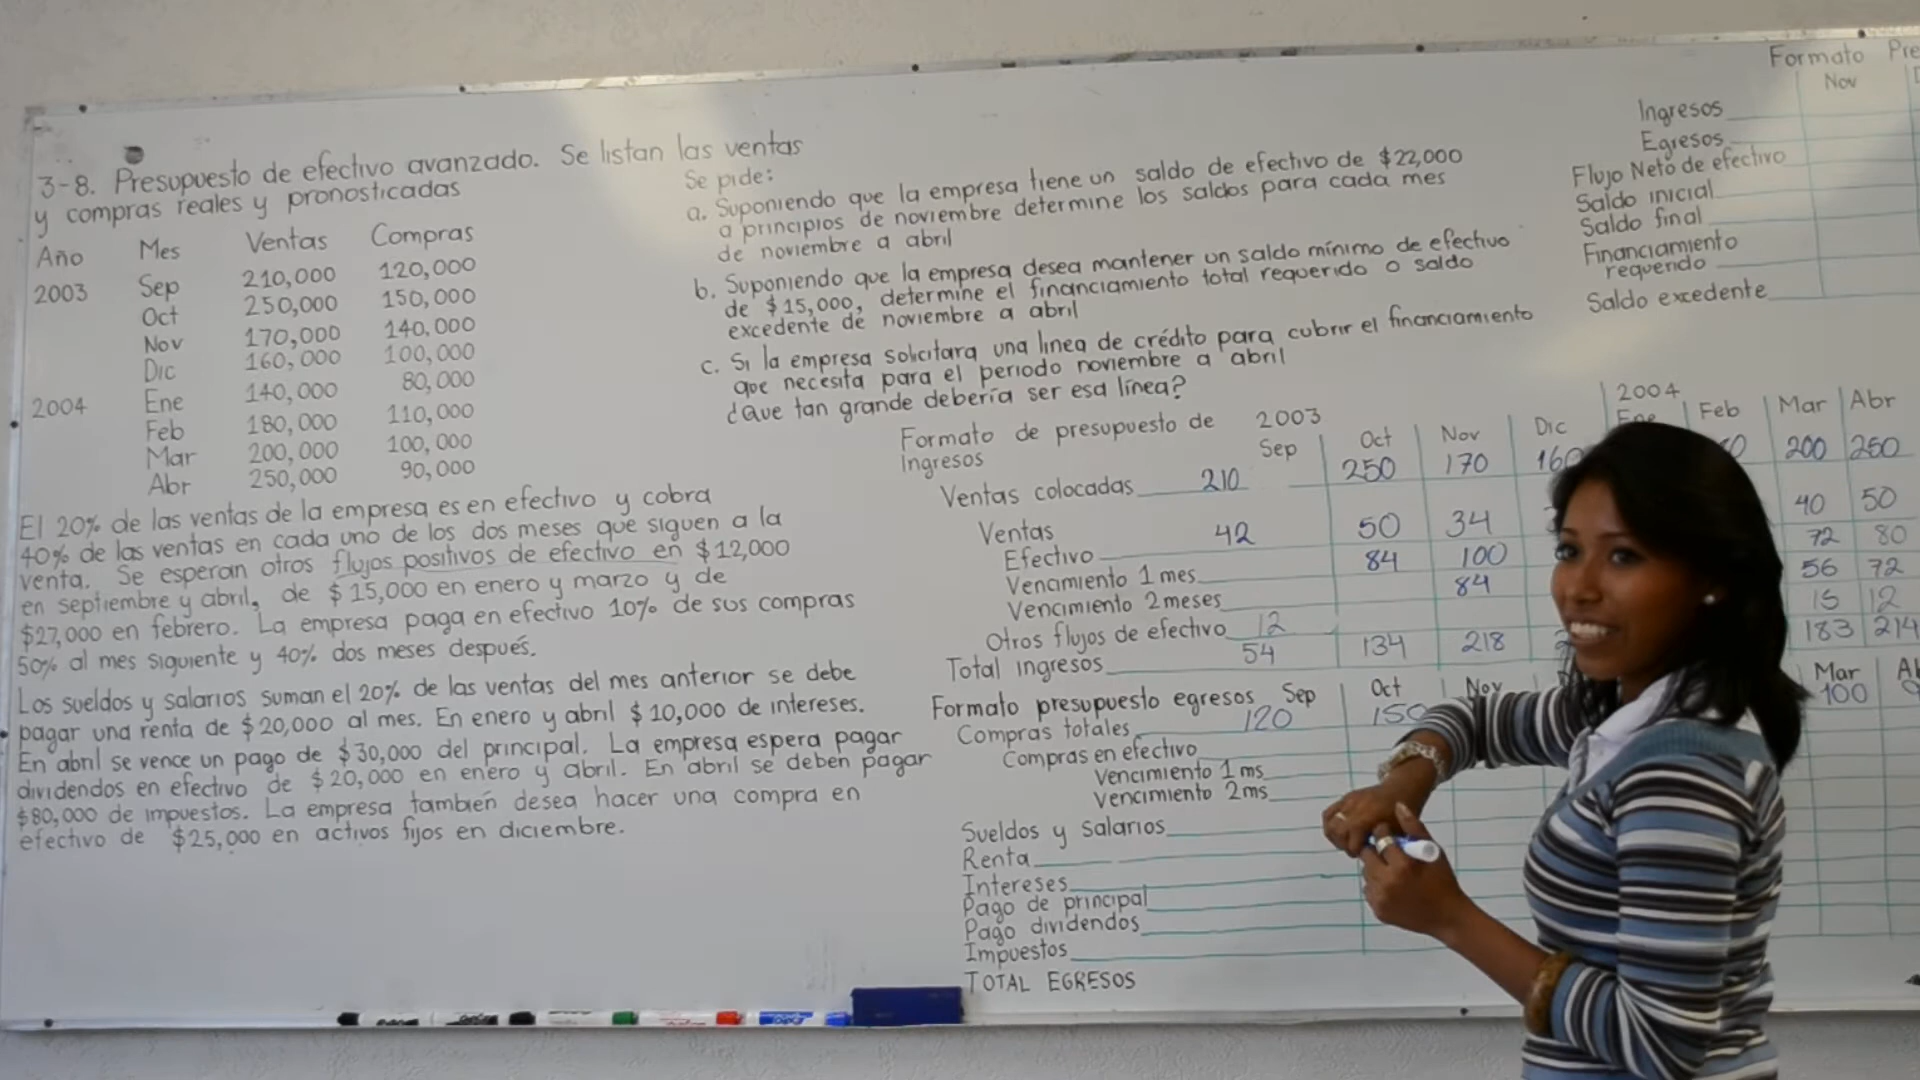 3-8. Presupuesto de efectivo avanzado. Se listan las ventas
y compras reales y pronosticadas
Año Mes Ventas Compras
2003 Sep 210,000 120,000
Oct 250,000 150,000
Nov 170,000 140,000
Dic 160,000 100,000
2004 Ene 140,000 80,000
Feb 180,000 110,000
Mar 200,000 100,000
Abr 250,000 90,000
El 20% de las ventas de la empresa es en efectivo y cobra
40% de las ventas en cada uno de los dos meses que siguen a la
venta. Se esperan otros flujos positivos de efectivo en $12,000
en septiembre y abril, de $15,000 en enero y marzo y de
$27,000 en febrero. La empresa paga en efectivo 10% de sus compras
50% al mes siguiente y 40% dos meses después.
Los sueldos y salarios suman el 20% de las ventas del mes anterior se debe
pagar una renta de $20,000 al mes. En enero y abril $10,000 de intereses.
En abril se vence un pago de $30,000 del principal. La empresa espera pagar
dividendos en efectivo de $20,000 en enero y abril. En abril se deben pagar
$80,000 de impuestos. La empresa también desea hacer una compra en
efectivo de $25,000 en activos fijos en diciembre.
Se pide:
a. Suponiendo que la empresa tiene un saldo de efectivo de $22,000
a principios de noviembre determine los saldos para cada mes
de noviembre a abril
b. Suponiendo que la empresa desea mantener un saldo mínimo de efectivo
de $15,000, determine el financiamiento total requerido o saldo
excedente de noviembre a abril
c. Si la empresa solicitara una linea de crédito para cubrir el financiamiento
que necesita para el periodo noviembre a abril
¿Que tan grande debería ser esa línea?
Formato Pre
Nov
Ingresos
Egresos
Flujo Neto de efectivo
Saldo inicial
Saldo final
Financiamiento
requerido
Saldo excedente
Formato de presupuesto de 2003 2004
Ingresos Sep Oct Nov Dic Ene Feb Mar Abr
Ventas colocadas 210 250 170 160 200 250
Ventas
Efectivo 42 50 34 40 50
Vencimiento 1 mes 84 100 72 80
Vencimiento 2 meses 84 56 72
Otros flujos de efectivo 12 15 12
Total ingresos 54 134 218 183 214
Formato presupuesto egresos Sep Oct Nov Mar
Compras totales 120 150 100
Compras en efectivo
Vencimiento 1 ms
Vencimiento 2ms
Sueldos y salarios
Renta
Intereses
Pago de principal
Pago dividendos
Impuestos
TOTAL EGRESOS